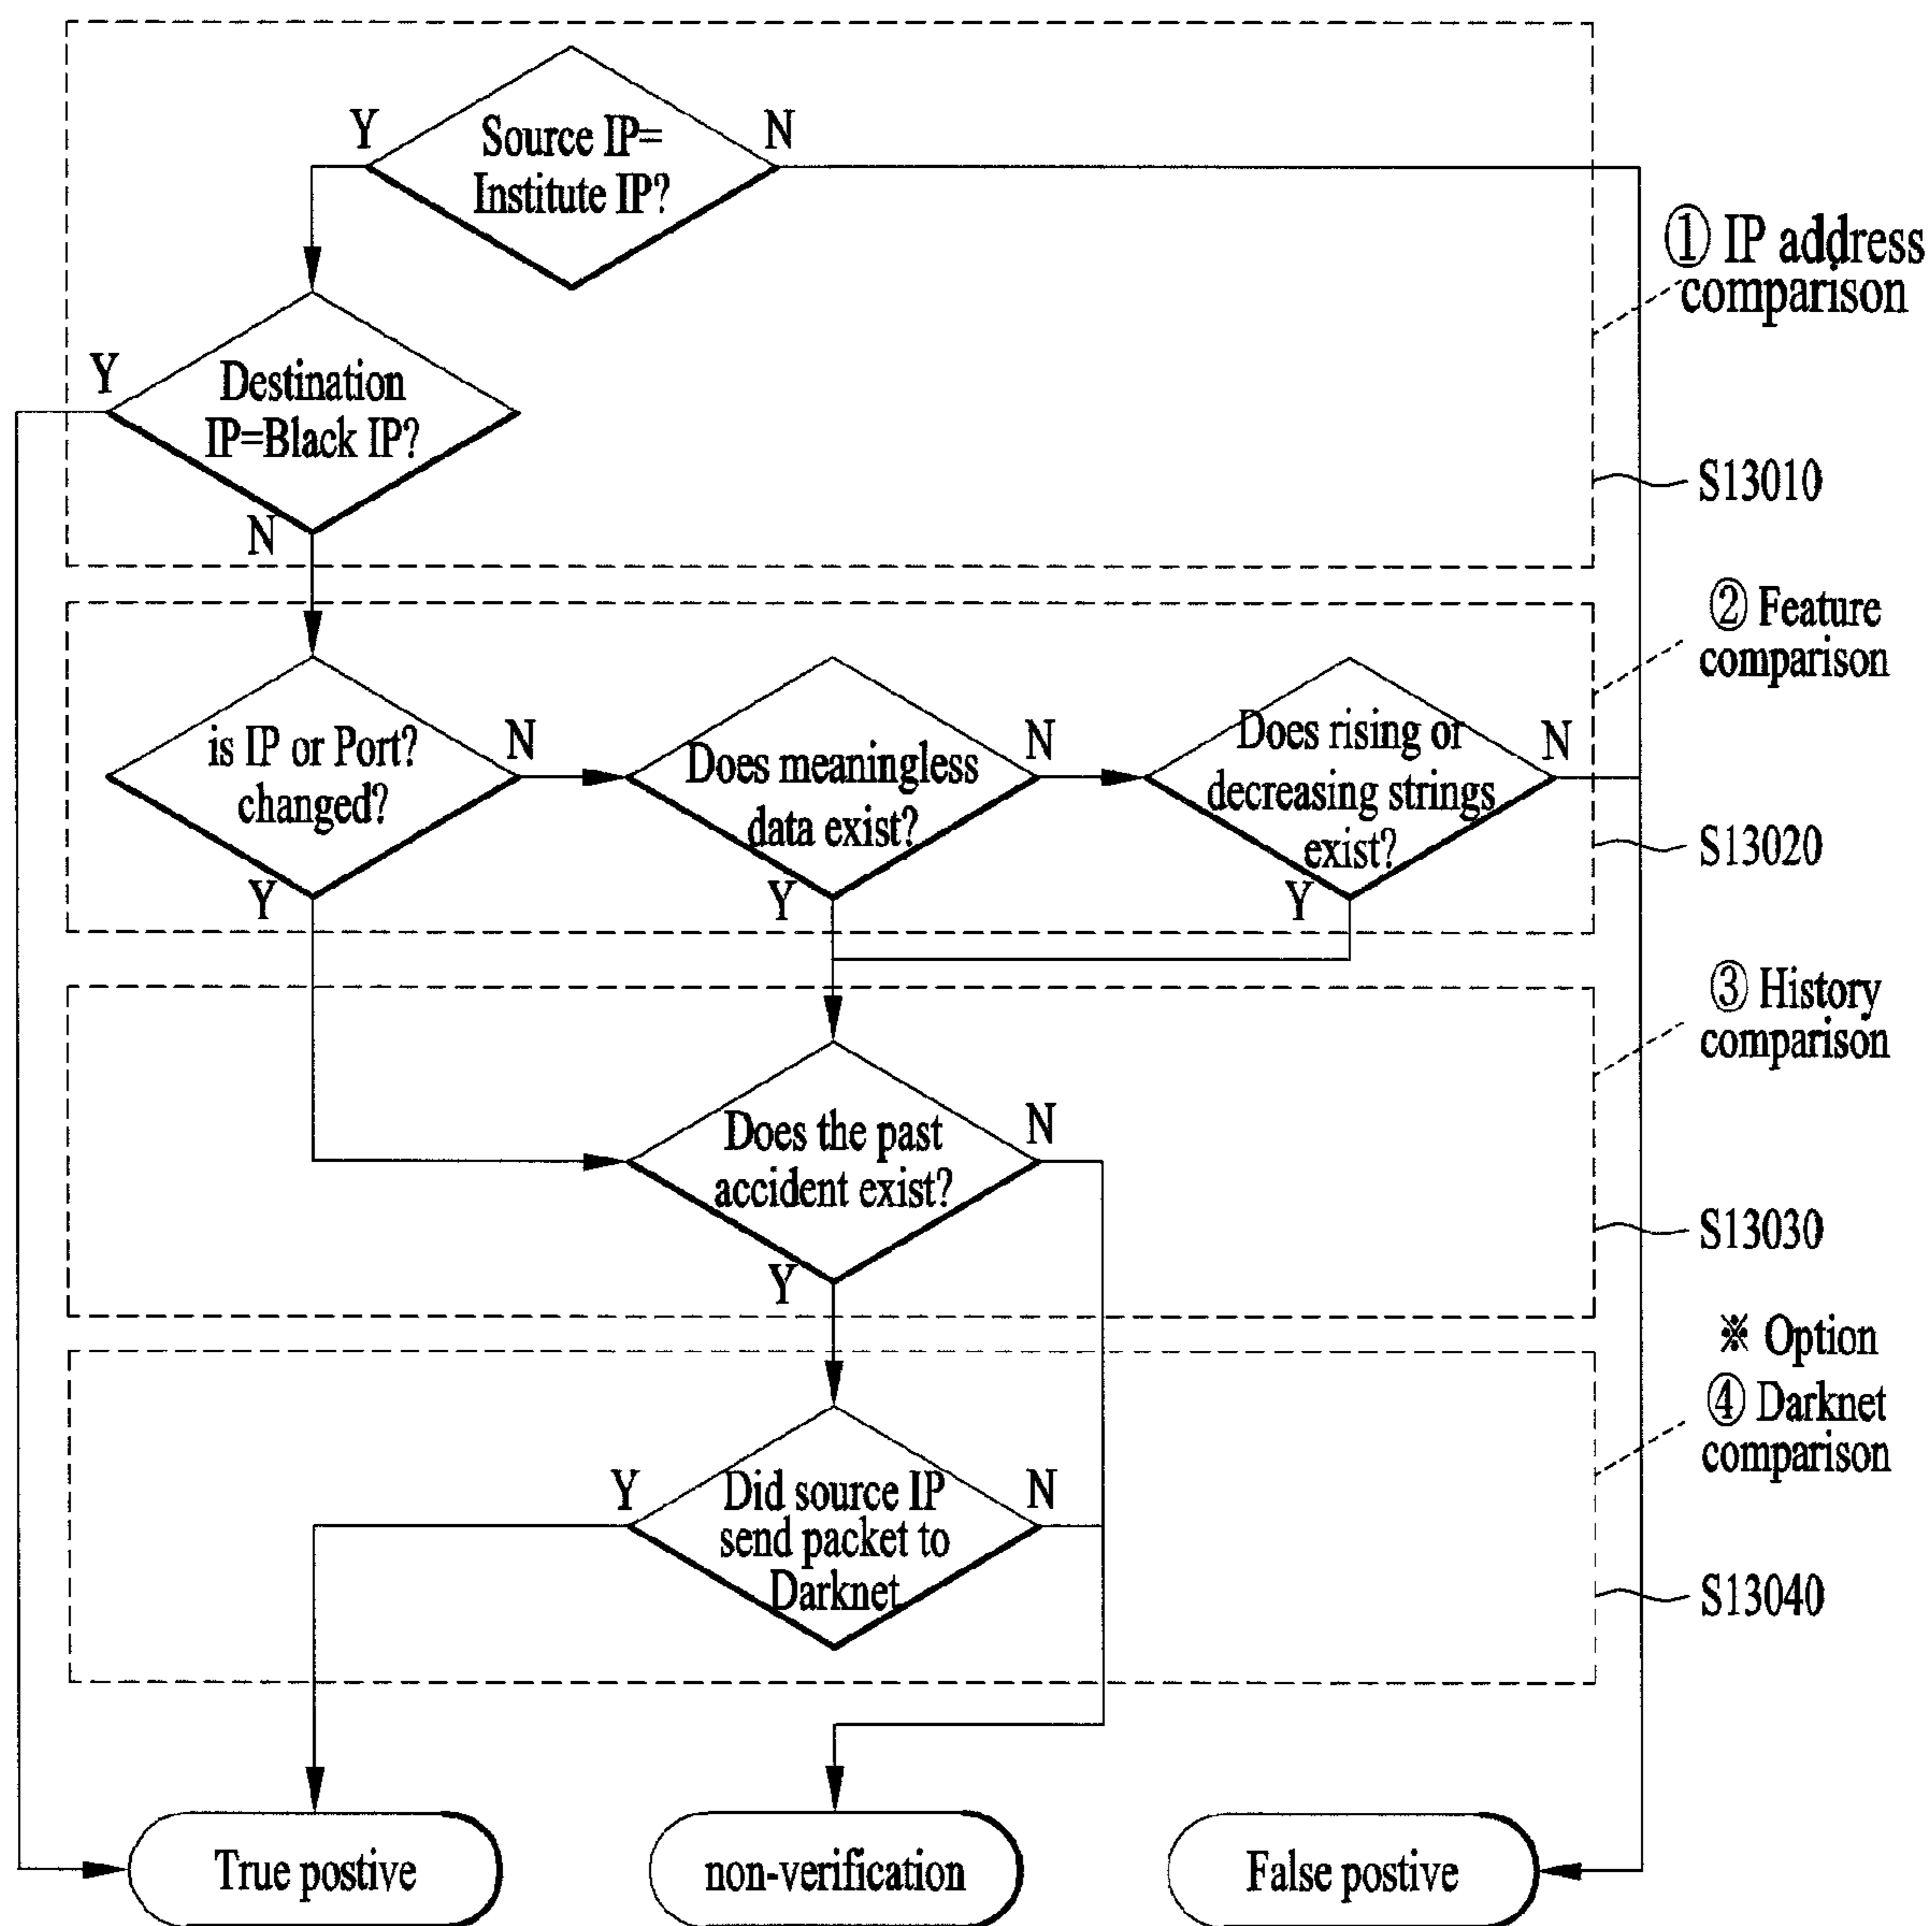 Y
Source IP=
Institute IP?
N
① IP address
comparison
Y
Destination
IP=Black IP?
N
S13010
② Feature
comparison
is IP or Port?
changed?
N
Y
Does meaningless
data exist?
N
Y
Does rising or
decreasing strings
exist?
N
Y
S13020
③ History
comparison
Does the past
accident exist?
N
Y
S13030
※ Option
④ Darknet
comparison
Y
Did source IP
send packet to
Darknet
N
S13040
True postive
non-verification
False postive